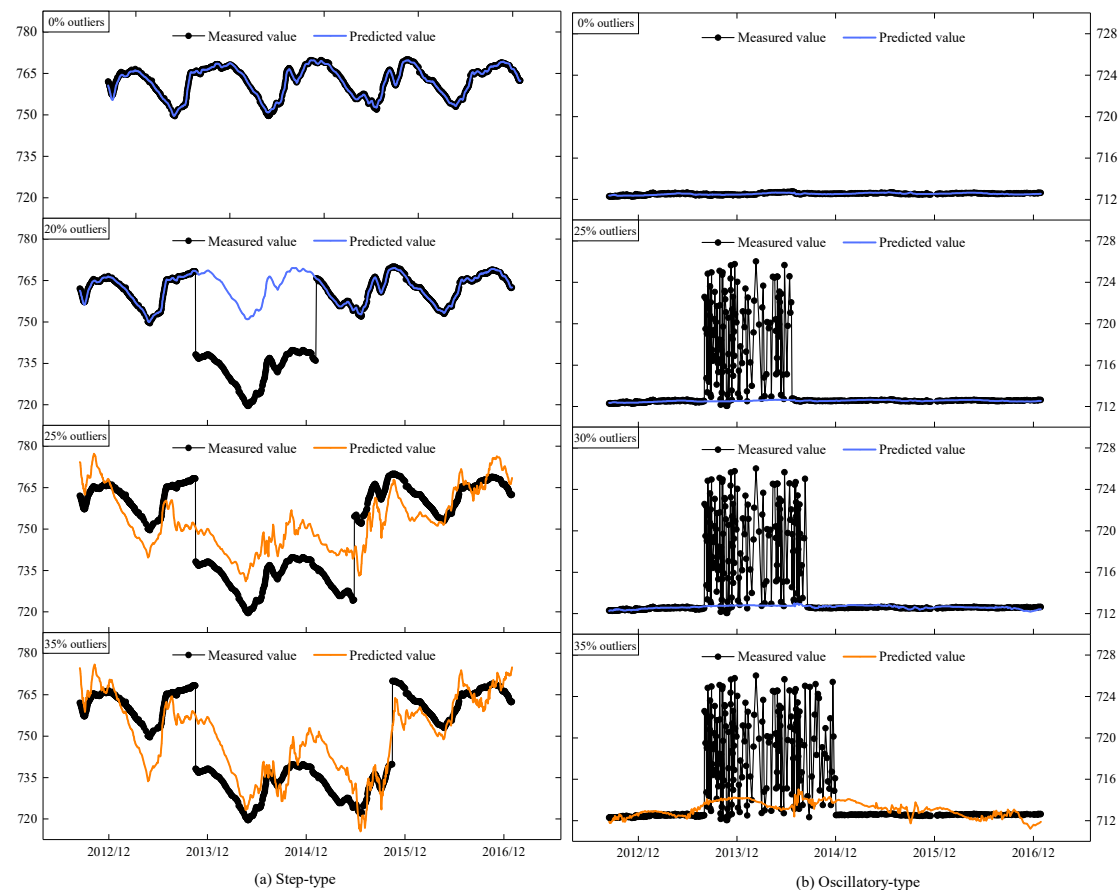 0% outliers
Measured value Predicted value
780
765
750
735
720
20% outliers
Measured value Predicted value
780
765
750
735
720
25% outliers
Measured value Predicted value
780
765
750
735
720
35% outliers
Measured value Predicted value
780
765
750
735
720
2012/12 2013/12 2014/12 2015/12 2016/12
(a) Step-type
0% outliers
Measured value Predicted value
728
724
720
716
712
25% outliers
Measured value Predicted value
728
724
720
716
712
30% outliers
Measured value Predicted value
728
724
720
716
712
35% outliers
Measured value Predicted value
728
724
720
716
712
2012/12 2013/12 2014/12 2015/12 2016/12
(b) Oscillatory-type